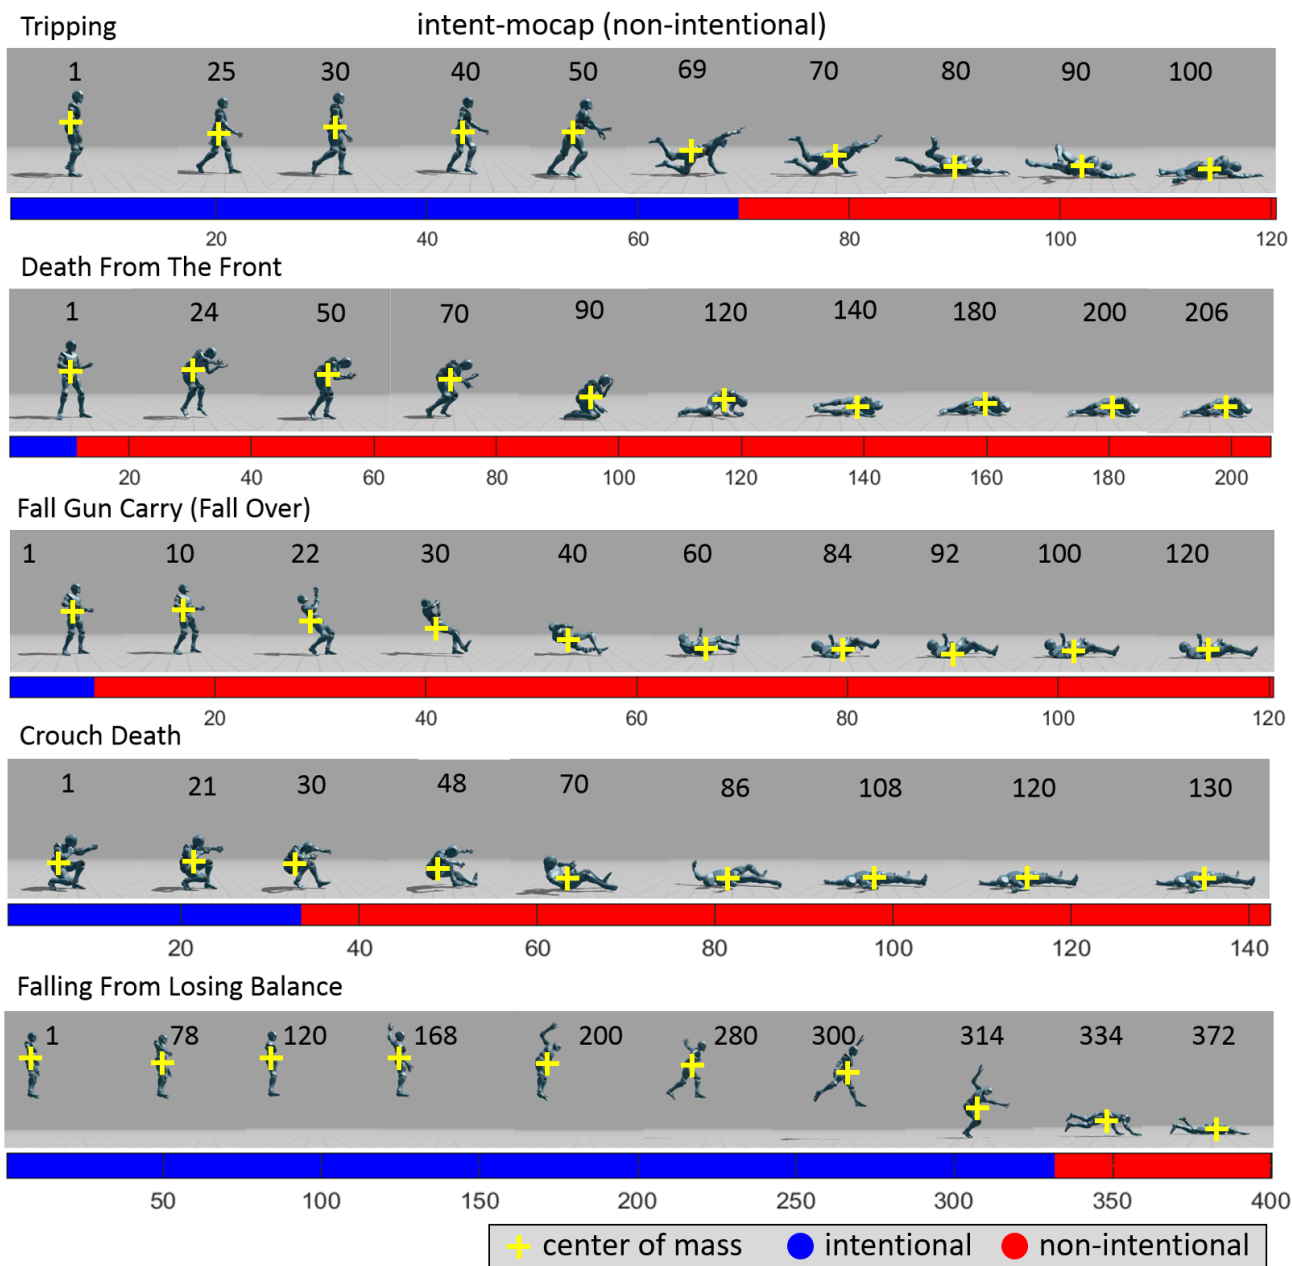 Tripping intent-mocap (non-intentional)
1 25 30 40 50 69 70 80 90 100
20 40 60 80 100 120
Death From The Front
1 24 50 70 90 120 140 180 200 206
20 40 60 80 100 120 140 160 180 200
Fall Gun Carry (Fall Over)
1 10 22 30 40 60 84 92 100 120
20 40 60 80 100 120
Crouch Death
1 21 30 48 70 86 108 120 130
20 40 60 80 100 120 140
Falling From Losing Balance
1 78 120 168 200 280 300 314 334 372
50 100 150 200 250 300 350 400
center of mass intentional non-intentional